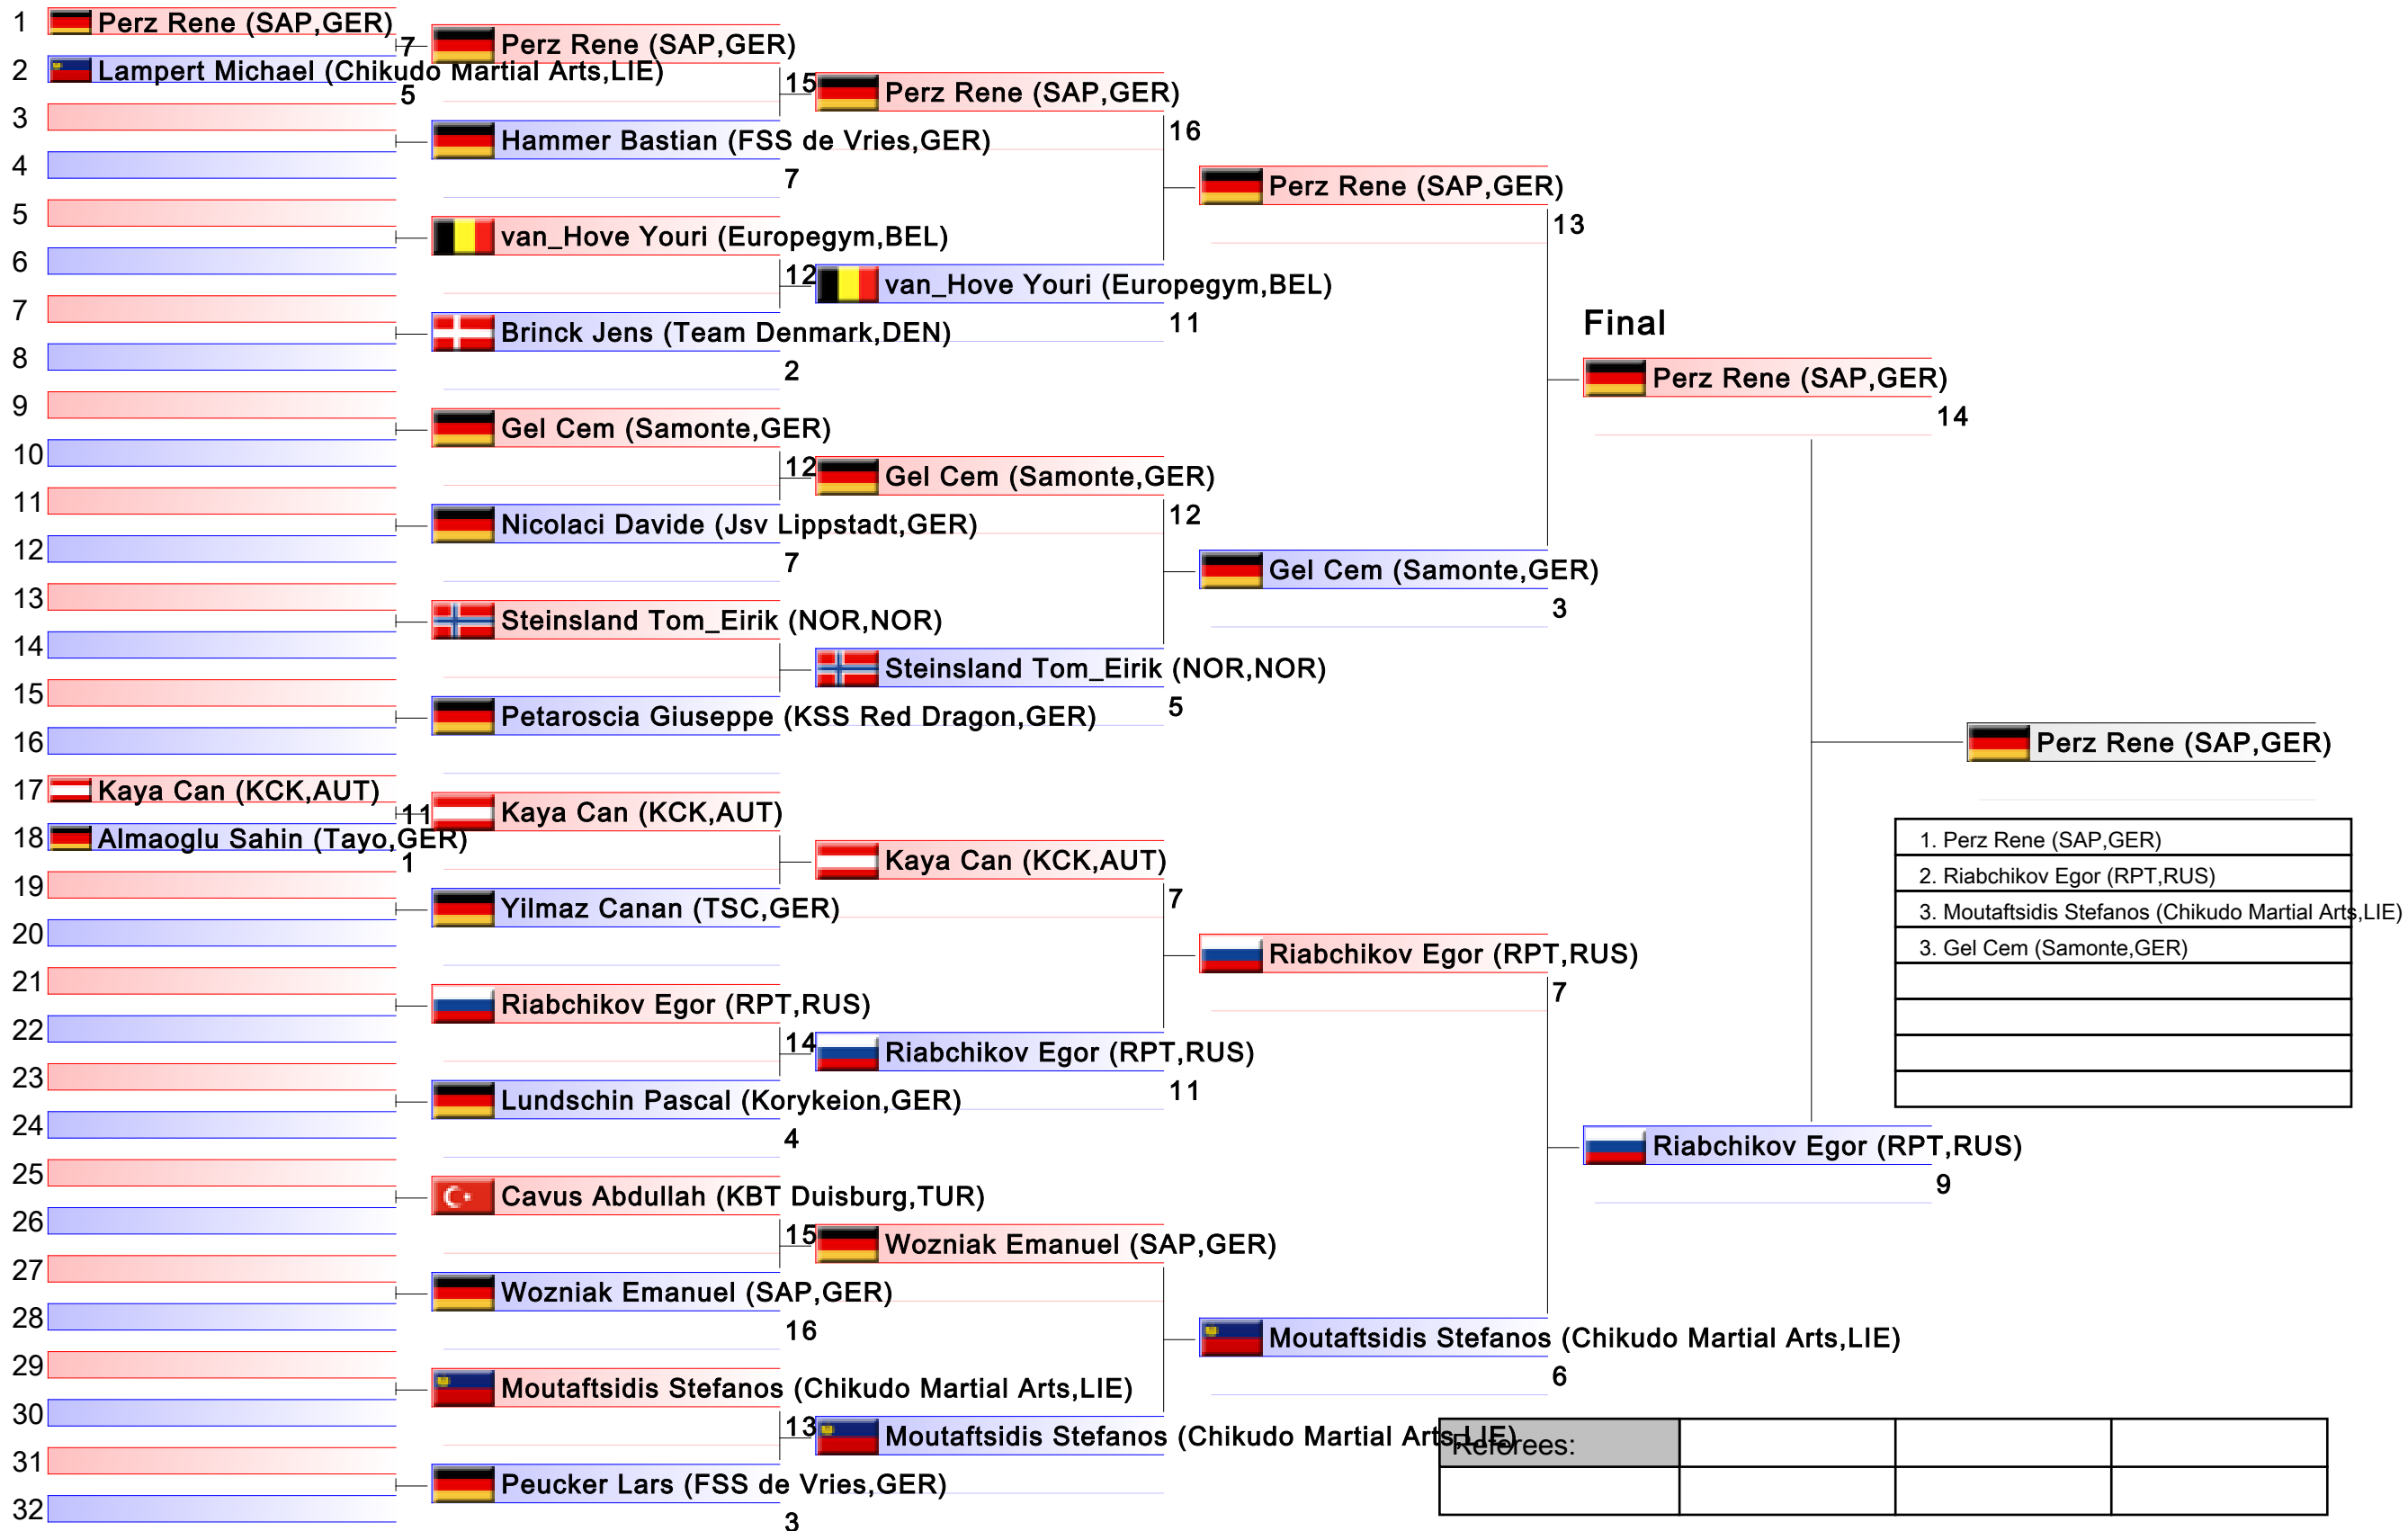 1 Perz Rene (SAP,GER)
7
2 Lampert Michael (Chikudo Martial Arts,LIE)
5
3
4
5
6
7
8
9
10
11
12
13
14
15
16
17 Kaya Can (KCK,AUT)
11
18 Almaoglu Sahin (Tayo,GER)
1
19
20
21
22
23
24
25
26
27
28
29
30
31
32
Perz Rene (SAP,GER)
15
Hammer Bastian (FSS de Vries,GER)
7
van_Hove Youri (Europegym,BEL)
12
Brinck Jens (Team Denmark,DEN)
2
Gel Cem (Samonte,GER)
12
Nicolaci Davide (Jsv Lippstadt,GER)
7
Steinsland Tom_Eirik (NOR,NOR)
Petaroscia Giuseppe (KSS Red Dragon,GER)
Kaya Can (KCK,AUT)
Yilmaz Canan (TSC,GER)
Riabchikov Egor (RPT,RUS)
14
Lundschin Pascal (Korykeion,GER)
4
Cavus Abdullah (KBT Duisburg,TUR)
15
Wozniak Emanuel (SAP,GER)
16
Moutaftsidis Stefanos (Chikudo Martial Arts,LIE)
13
Peucker Lars (FSS de Vries,GER)
3
Perz Rene (SAP,GER)
16
van_Hove Youri (Europegym,BEL)
11
Gel Cem (Samonte,GER)
12
Steinsland Tom_Eirik (NOR,NOR)
5
Kaya Can (KCK,AUT)
7
Riabchikov Egor (RPT,RUS)
11
Wozniak Emanuel (SAP,GER)
Moutaftsidis Stefanos (Chikudo Martial Arts,LIE)
Perz Rene (SAP,GER)
13
Gel Cem (Samonte,GER)
3
Riabchikov Egor (RPT,RUS)
7
Moutaftsidis Stefanos (Chikudo Martial Arts,LIE)
6
Final
Perz Rene (SAP,GER)
14
Riabchikov Egor (RPT,RUS)
9
Perz Rene (SAP,GER)
1. Perz Rene (SAP,GER)
2. Riabchikov Egor (RPT,RUS)
3. Moutaftsidis Stefanos (Chikudo Martial Arts,LIE)
3. Gel Cem (Samonte,GER)
Referees: